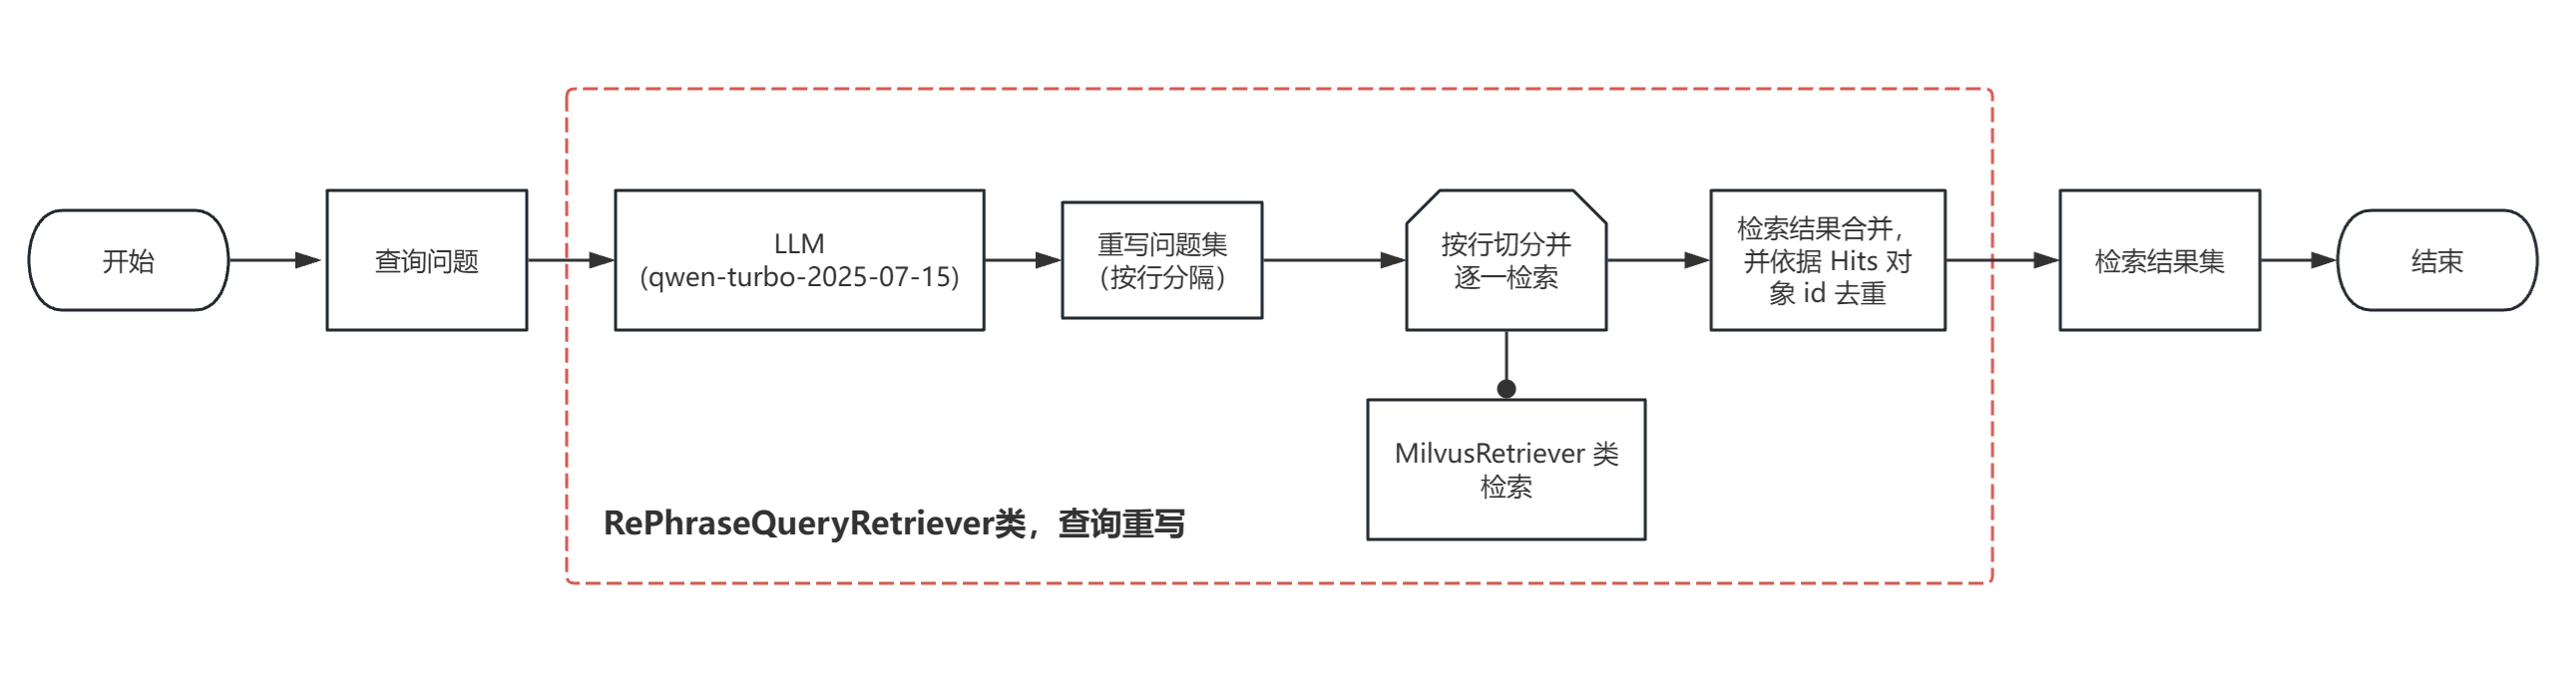 开始
查询问题
LLM
(qwen-turbo-2025-07-15)
重写问题集
（按行分隔）
按行切分并
逐一检索
检索结果合并，
并依据 Hits 对
象 id 去重
检索结果集
结束
MilvusRetriever 类
检索
RePhraseQueryRetriever类，查询重写